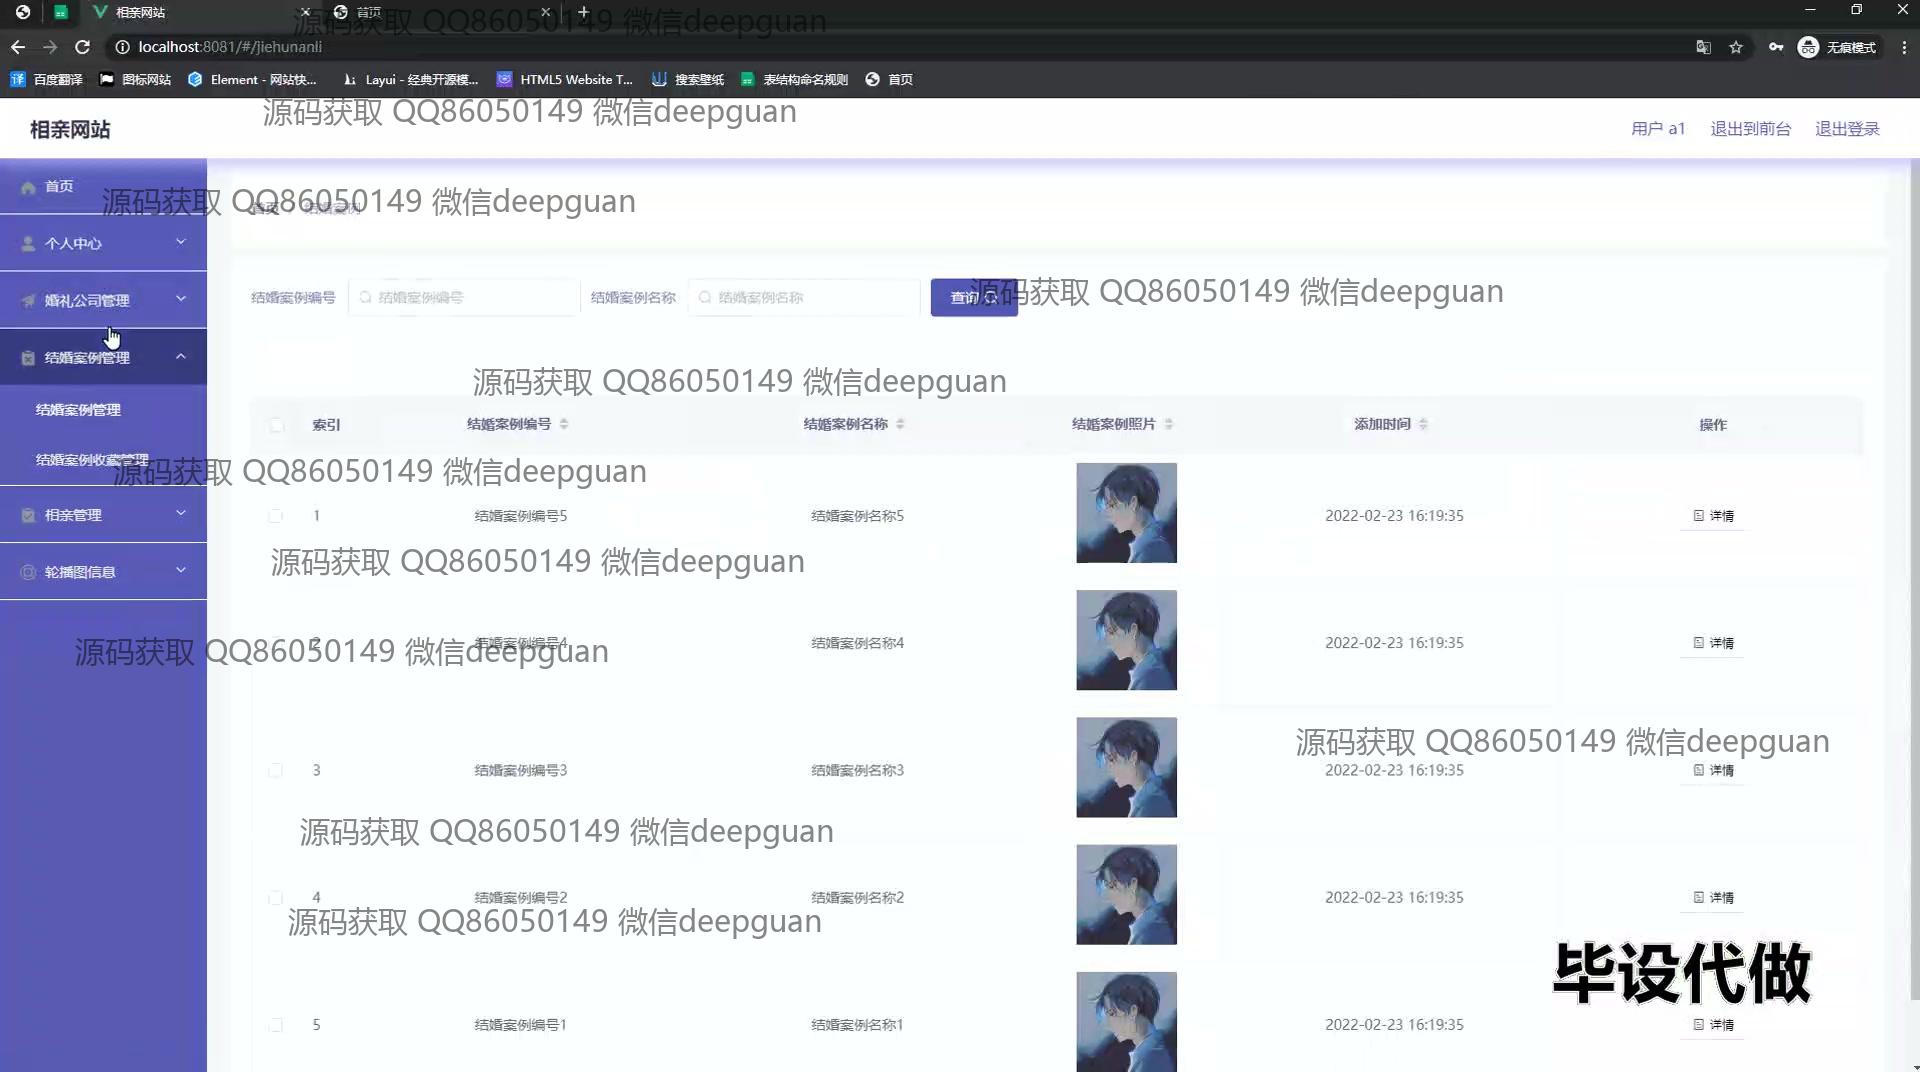 相亲网站
首页
源码获取 QQ86050149 微信deepguan
localhost:8081/#/jiehunanli
无痕模式
百度翻译
图标网站
Element - 网站快...
Layui - 经典开源模...
HTML5 Website T...
搜索壁纸
表结构命名规则
首页
源码获取 QQ86050149 微信deepguan
相亲网站
用户 a1
退出到前台
退出登录
首页
源码获取 QQ86050149 微信deepguan
首页
结婚案例
个人中心
源码获取 QQ86050149 微信deepguan
婚礼公司管理
结婚案例编号
结婚案例编号
结婚案例名称
结婚案例名称
查询
结婚案例管理
源码获取 QQ86050149 微信deepguan
结婚案例管理
索引
结婚案例编号
结婚案例名称
结婚案例照片
添加时间
操作
结婚案例收藏管理
源码获取 QQ86050149 微信deepguan
相亲管理
1
结婚案例编号5
结婚案例名称5
2022-02-23 16:19:35
详情
轮播图信息
源码获取 QQ86050149 微信deepguan
2
结婚案例编号4
结婚案例名称4
2022-02-23 16:19:35
详情
源码获取 QQ86050149 微信deepguan
源码获取 QQ86050149 微信deepguan
3
结婚案例编号3
结婚案例名称3
2022-02-23 16:19:35
详情
源码获取 QQ86050149 微信deepguan
4
结婚案例编号2
结婚案例名称2
2022-02-23 16:19:35
详情
源码获取 QQ86050149 微信deepguan
毕设代做
5
结婚案例编号1
结婚案例名称1
2022-02-23 16:19:35
详情